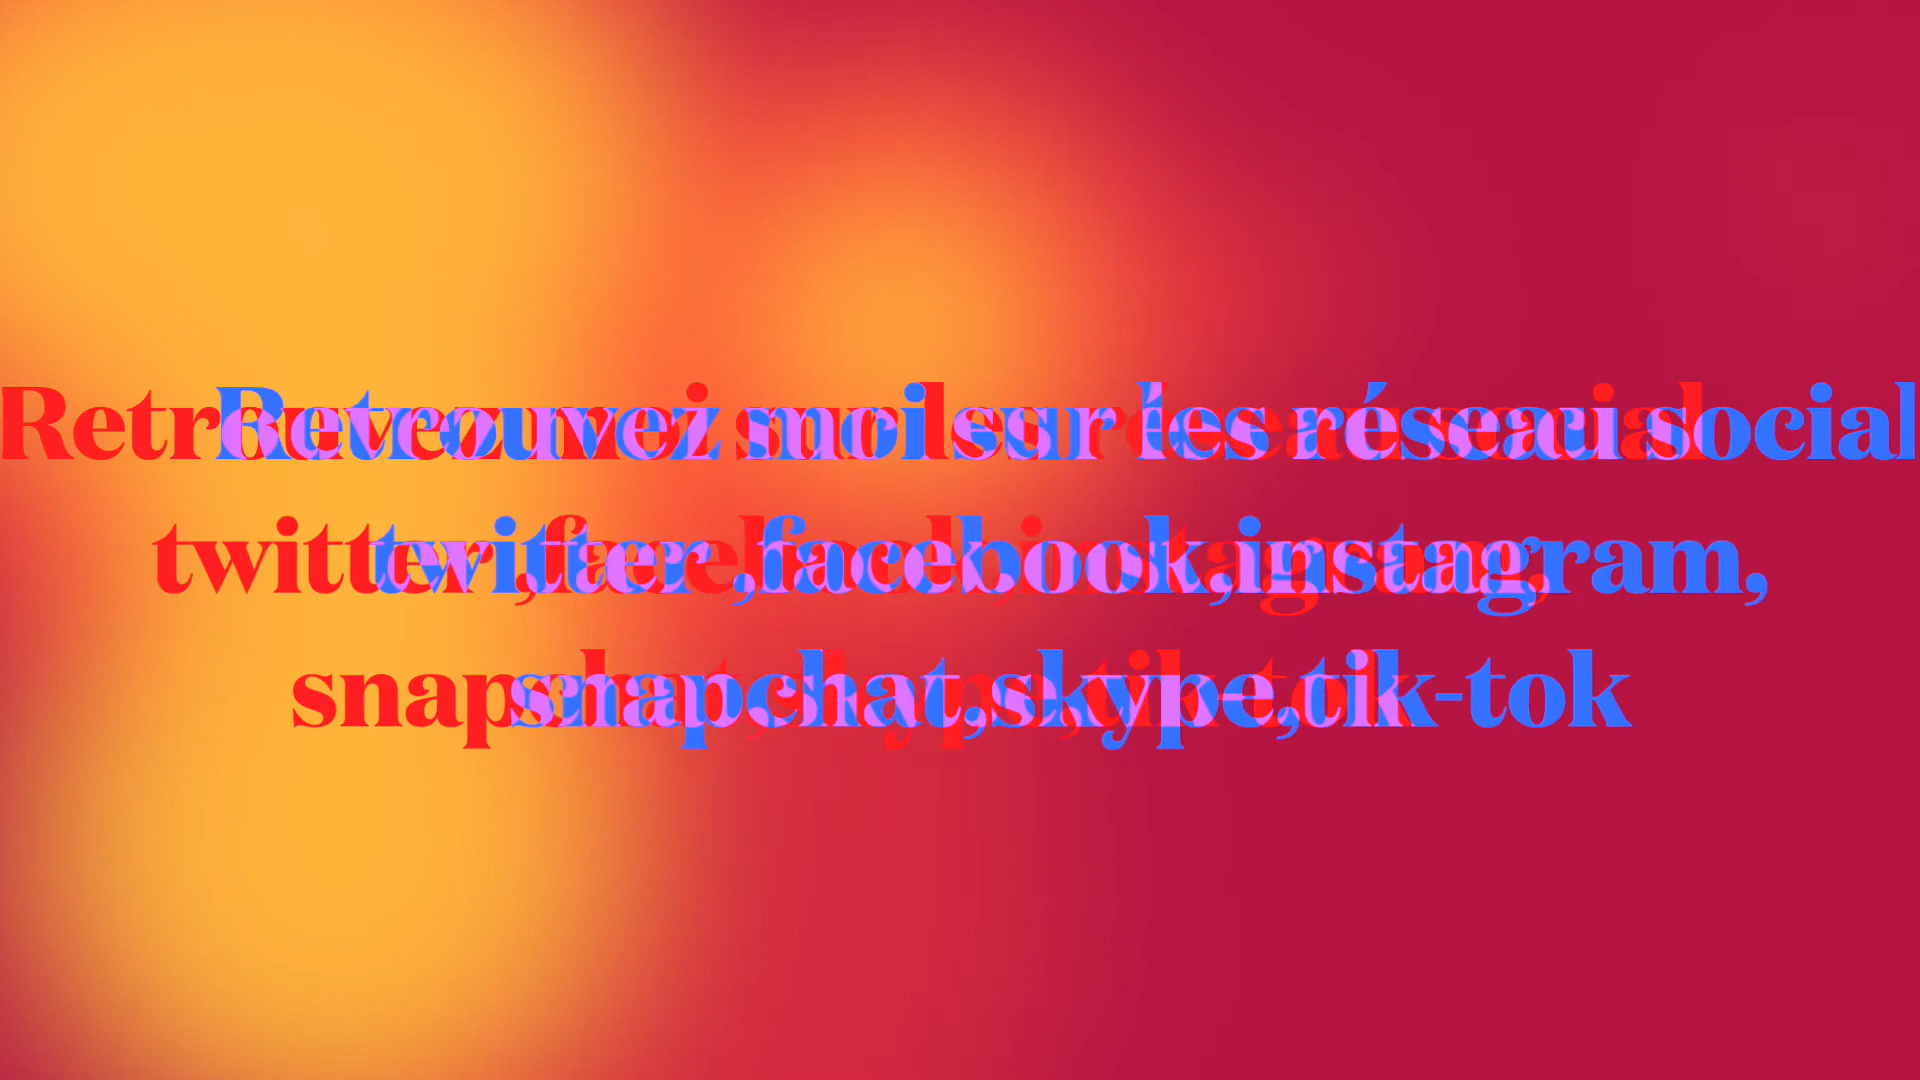 Retrouvez moi sur les réseau social
twitter ,facebook,instagram,
snapchat,skype,tik-tok